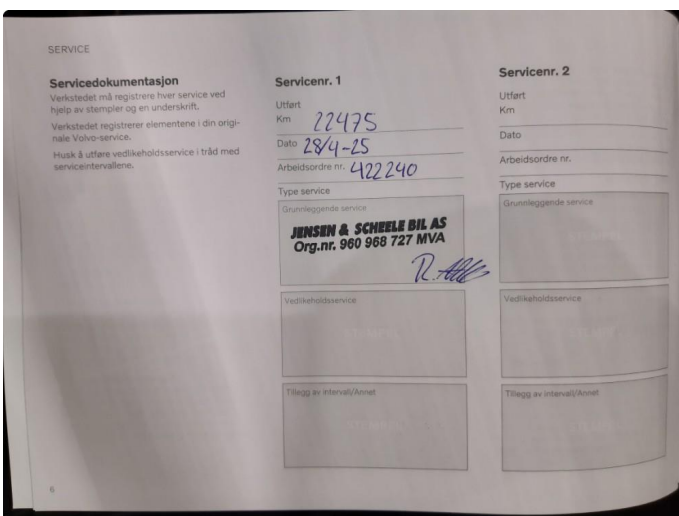 SERVICE
Servicedokumentasjon
Verkstedet må registrere hver service ved
hjelp av stempler og en underskrift.
Verkstedet registrerer elementene i din origi-
nale Volvo-service.
Husk å utføre vedlikeholdsservice i tråd med
serviceintervallene.
Servicenr. 1
Utført
Km 22475
Dato 28/4-25
Arbeidsordre nr. 422240
Type service
Grunnleggende service
JENSEN & SCHEELE BIL AS
Org.nr. 960 968 727 MVA
Vedlikeholdsservice
STEMPEL
Tillegg av intervall/Annet
STEMPEL
Servicenr. 2
Utført
Km
Dato
Arbeidsordre nr.
Type service
Grunnleggende service
Vedlikeholdsservice
Tillegg av intervall/Annet
6